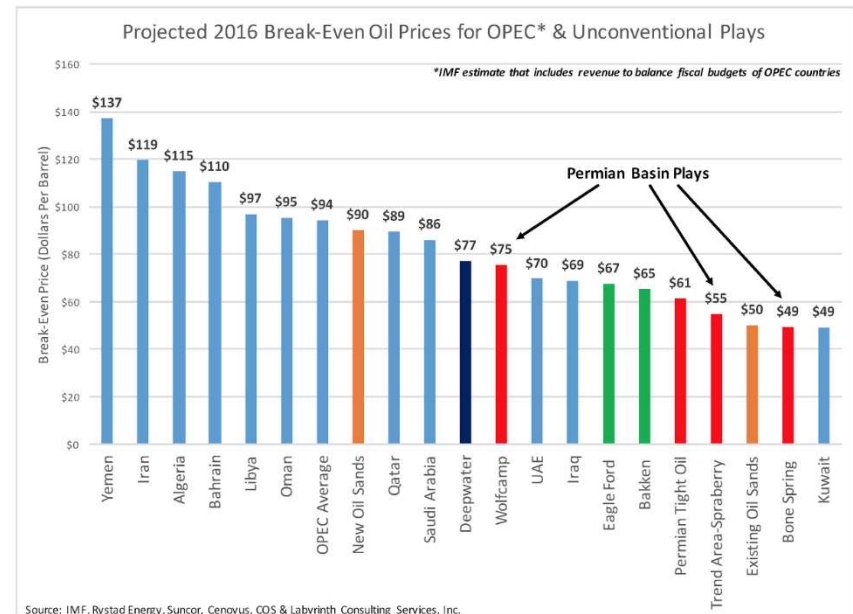 Projected 2016 Break-Even Oil Prices for OPEC* & Unconventional Plays
*IMF estimate that includes revenue to balance fiscal budgets of OPEC countries
Break-Even Price (Dollars Per Barrel)
$160
$140
$120
$100
$80
$60
$40
$20
$0
$137
$119
$115
$110
$97
$95
$94
$90
$89
$86
$77
$75
$70
$69
$67
$65
$61
$55
$50
$49
$49
Permian Basin Plays
Yemen
Iran
Algeria
Bahrain
Libya
Oman
OPEC Average
New Oil Sands
Qatar
Saudi Arabia
Deepwater
Wolfcamp
UAE
Iraq
Eagle Ford
Bakken
Permian Tight Oil
Trend Area-Spraberry
Existing Oil Sands
Bone Spring
Kuwait
Source: IMF, Rystad Energy, Suncor, Cenovus, COS & Labyrinth Consulting Services, Inc.